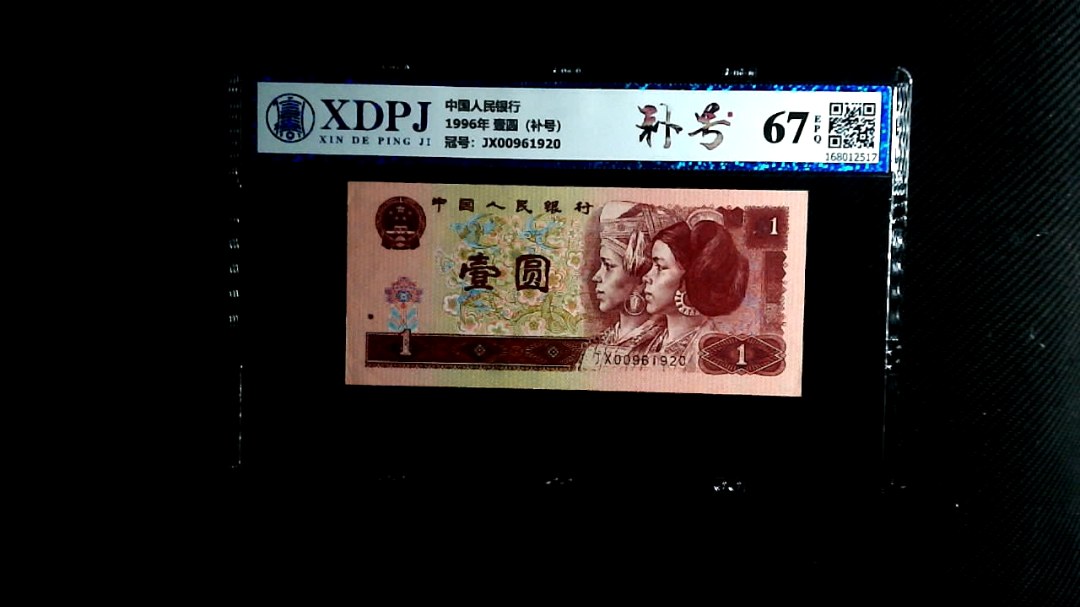 XDPJ
XIN DE PING JI
中国人民银行
1996年 壹圆（补号）
冠号：JX00961920
补号
67
EPQ
168012517
中国人民银行
1
壹圆
1
JX00961920
1